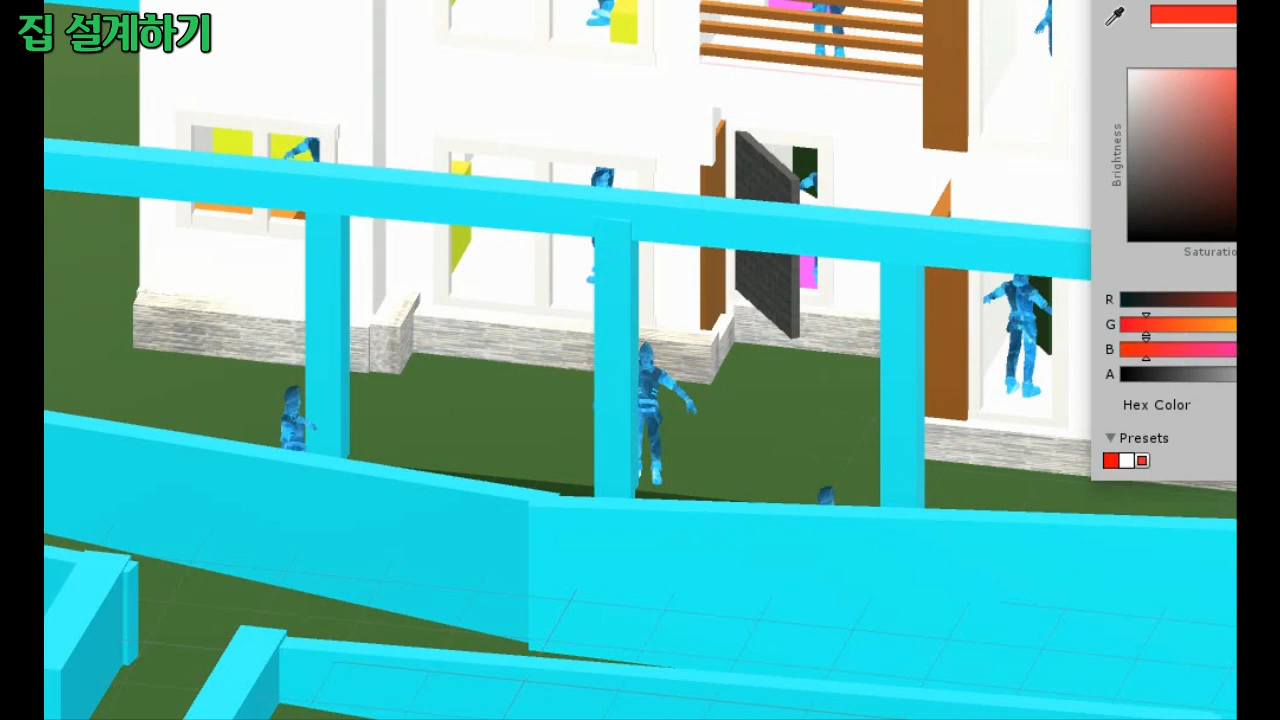 집 설계하기
Brightness
Saturatio
R
G
B
A
Hex Color
Presets